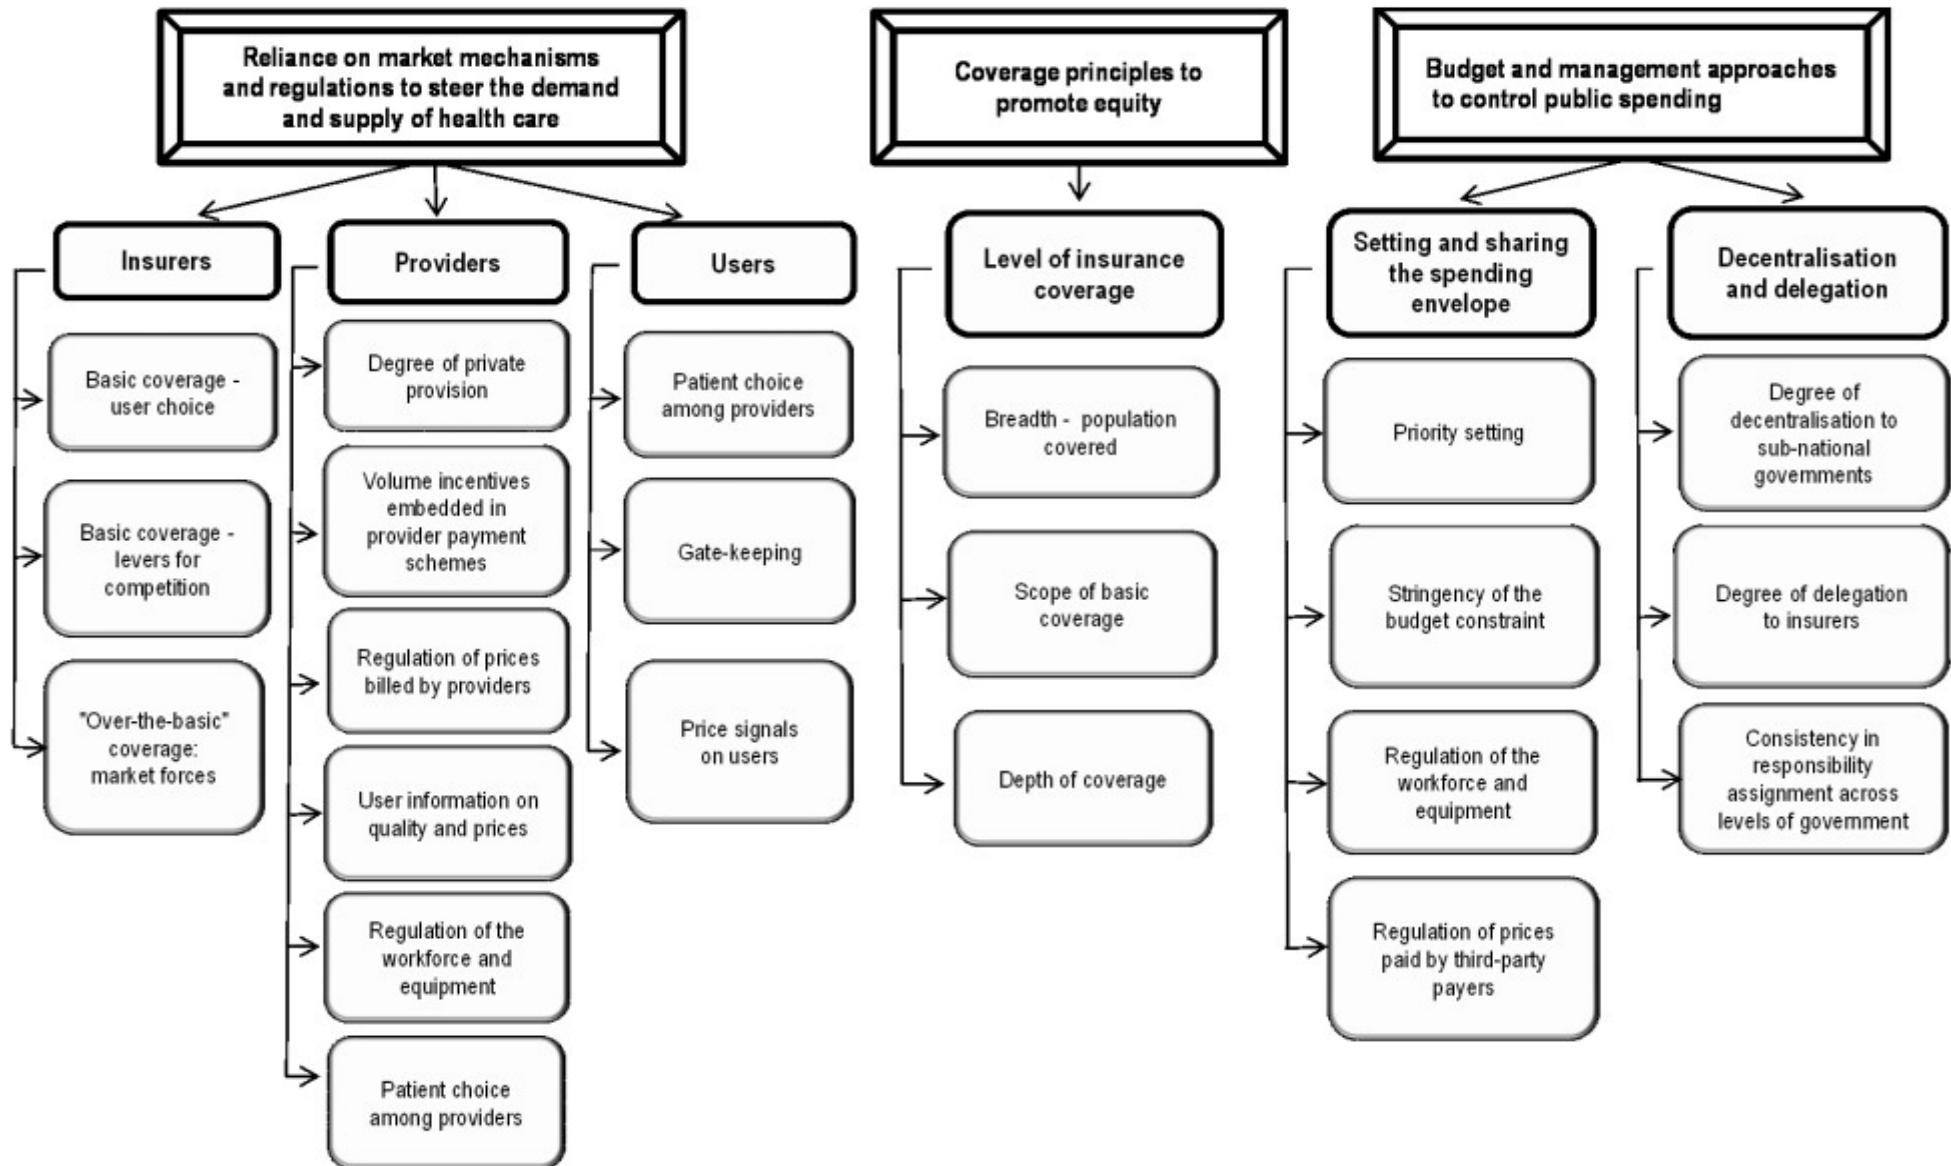 Reliance on market mechanisms
and regulations to steer the demand
and supply of health care
Coverage principles to
promote equity
Budget and management approaches
to control public spending
Insurers
Basic coverage -
user choice
Basic coverage -
levers for
competition
"Over-the-basic"
coverage:
market forces
Providers
Degree of private
provision
Volume incentives
embedded in
provider payment
schemes
Regulation of prices
billed by providers
User information on
quality and prices
Regulation of the
workforce and
equipment
Patient choice
among providers
Users
Patient choice
among providers
Gate-keeping
Price signals
on users
Level of insurance
coverage
Breadth - population
covered
Scope of basic
coverage
Depth of coverage
Setting and sharing
the spending
envelope
Priority setting
Stringency of the
budget constraint
Regulation of the
workforce and
equipment
Regulation of prices
paid by third-party
payers
Decentralisation
and delegation
Degree of
decentralisation to
sub-national
governments
Degree of delegation
to insurers
Consistency in
responsibility
assignment across
levels of government